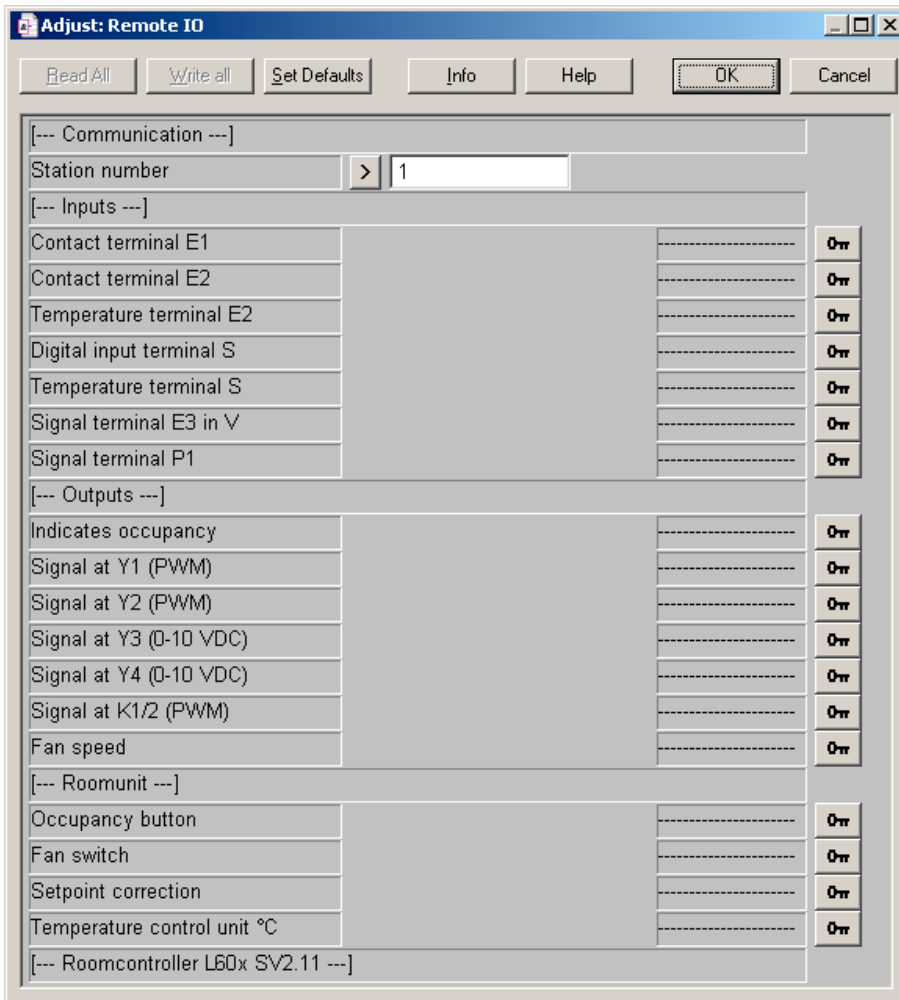 Adjust: Remote IO
Read All Write all Set Defaults Info Help OK Cancel
[--- Communication ---]
Station number > 1
[--- Inputs ---]
Contact terminal E1 ----------------------
Contact terminal E2 ----------------------
Temperature terminal E2 ----------------------
Digital input terminal S ----------------------
Temperature terminal S ----------------------
Signal terminal E3 in V ----------------------
Signal terminal P1 ----------------------
[--- Outputs ---]
Indicates occupancy ----------------------
Signal at Y1 (PWM) ----------------------
Signal at Y2 (PWM) ----------------------
Signal at Y3 (0-10 VDC) ----------------------
Signal at Y4 (0-10 VDC) ----------------------
Signal at K1/2 (PWM) ----------------------
Fan speed ----------------------
[--- Roomunit ---]
Occupancy button ----------------------
Fan switch ----------------------
Setpoint correction ----------------------
Temperature control unit °C ----------------------
[--- Roomcontroller L60x SV2.11 ---]